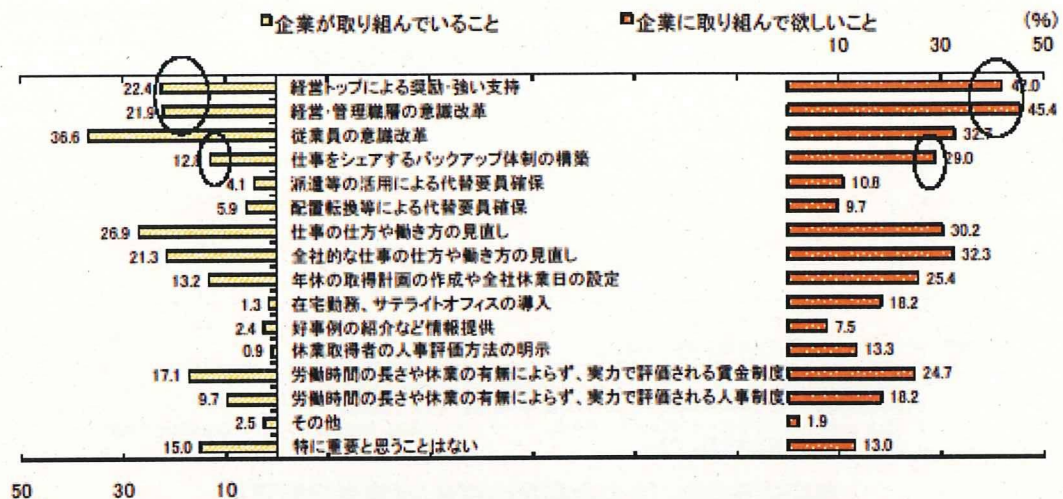 企業が取り組んでいること 企業に取り組んで欲しいこと (%)
10 30 50
22.4 経営トップによる奨励・強い支持 42.0
21.9 経営・管理職層の意識改革 45.4
36.6 従業員の意識改革 32.7
12.8 仕事をシェアするバックアップ体制の構築 29.0
4.1 派遣等の活用による代替要員確保 10.8
5.9 配置転換等による代替要員確保 9.7
26.9 仕事の仕方や働き方の見直し 30.2
21.3 全社的な仕事の仕方や働き方の見直し 32.3
13.2 年休の取得計画の作成や全社休業日の設定 25.4
1.3 在宅勤務、サテライトオフィスの導入 18.2
2.4 好事例の紹介など情報提供 7.5
0.9 休業取得者の人事評価方法の明示 13.3
17.1 労働時間の長さや休業の有無によらず、実力で評価される賃金制度 24.7
9.7 労働時間の長さや休業の有無によらず、実力で評価される人事制度 18.2
2.5 その他 1.9
15.0 特に重要と思うことはない 13.0
50 30 10